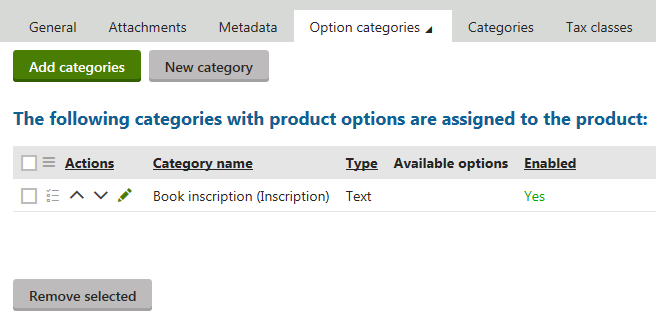 General Attachments Metadata Option categories Categories Tax classes
Add categories New category
The following categories with product options are assigned to the product:
Actions Category name Type Available options Enabled
Book inscription (Inscription) Text Yes
Remove selected